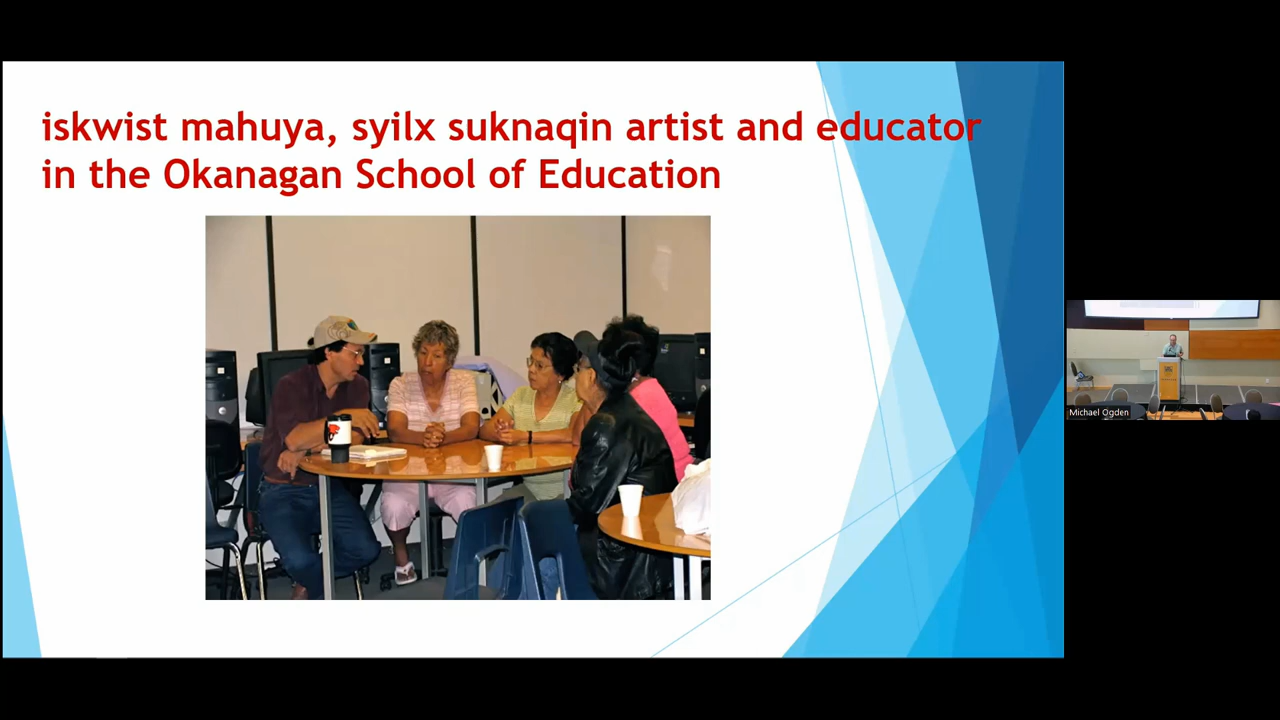 iskwist mahuya, syilx suknaqin artist and educator
in the Okanagan School of Education
Michael Ogden